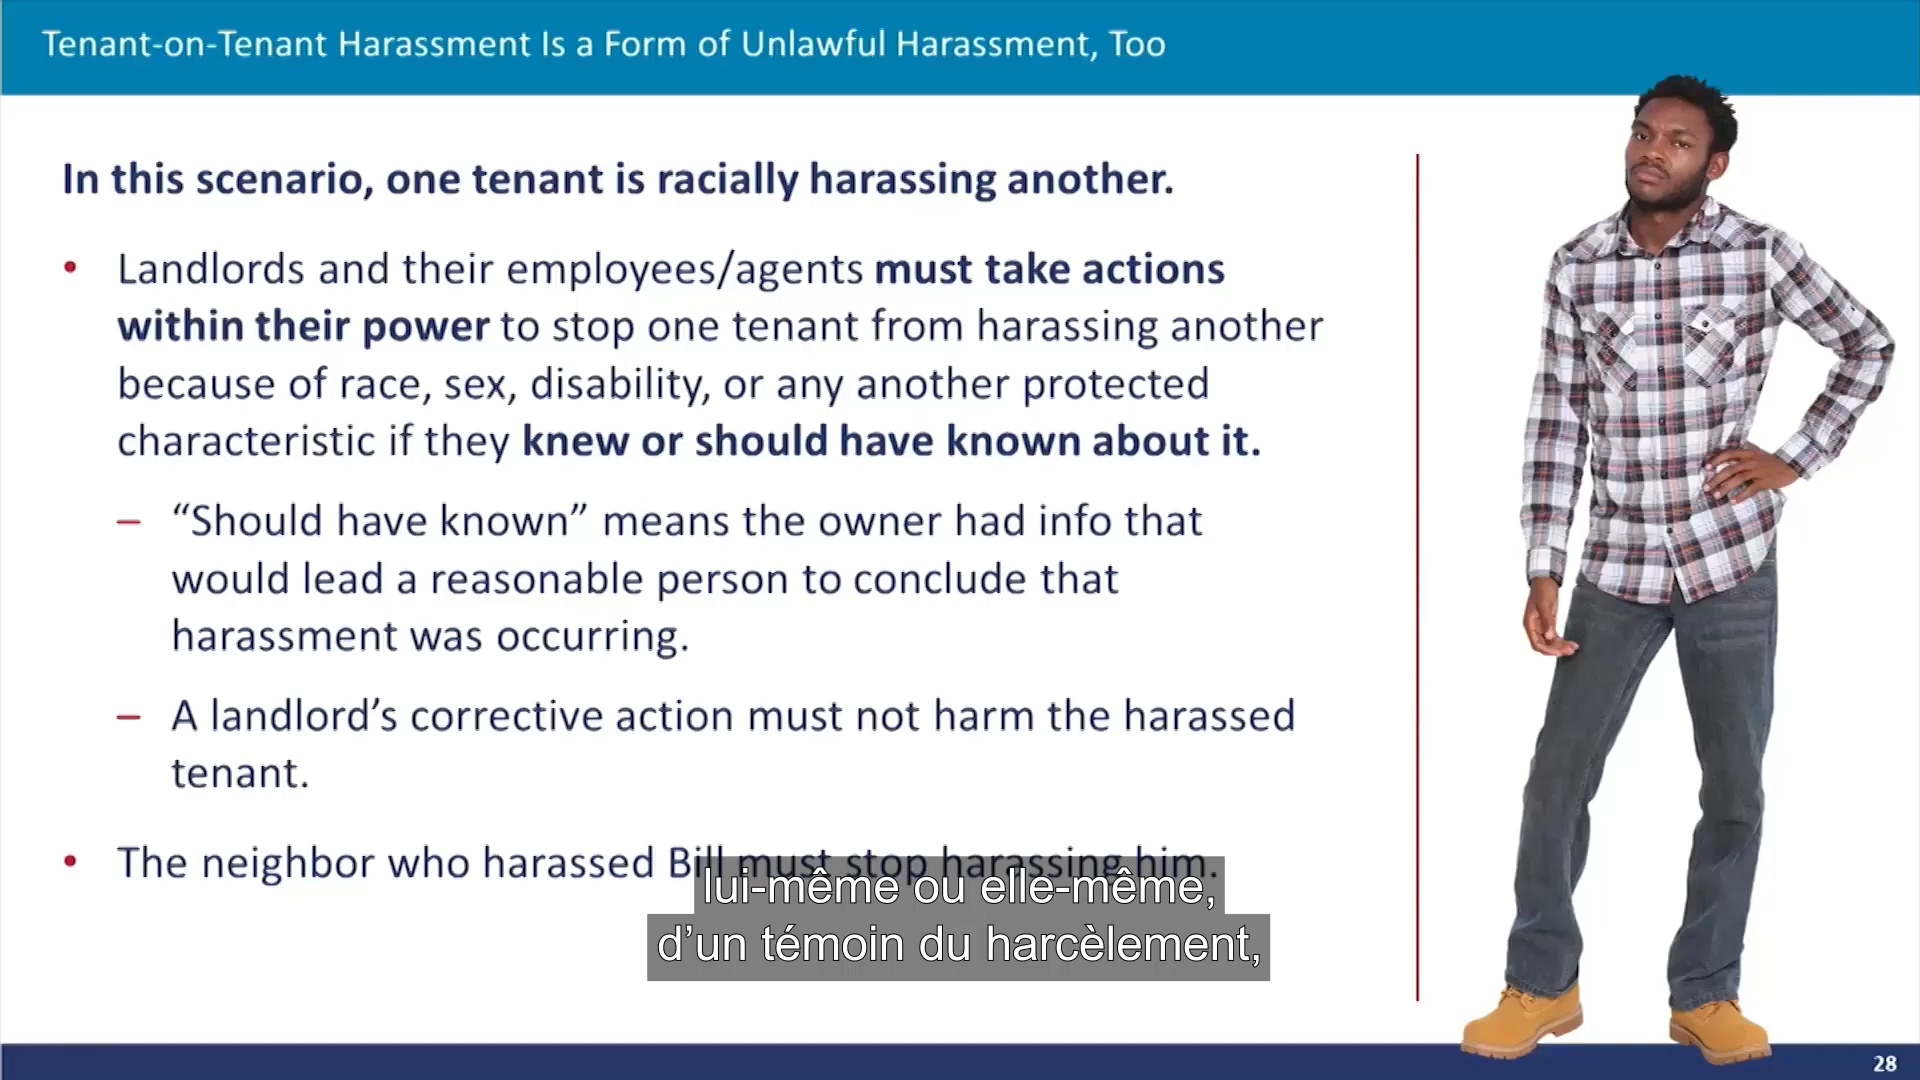 Tenant-on-Tenant Harassment Is a Form of Unlawful Harassment, Too
In this scenario, one tenant is racially harassing another.
• Landlords and their employees/agents must take actions
within their power to stop one tenant from harassing another
because of race, sex, disability, or any another protected
characteristic if they knew or should have known about it.
– “Should have known” means the owner had info that
would lead a reasonable person to conclude that
harassment was occurring.
– A landlord’s corrective action must not harm the harassed
tenant.
• The neighbor who harassed Bill must stop harassing him.
lui-même ou elle-même,
d’un témoin du harcèlement,
28